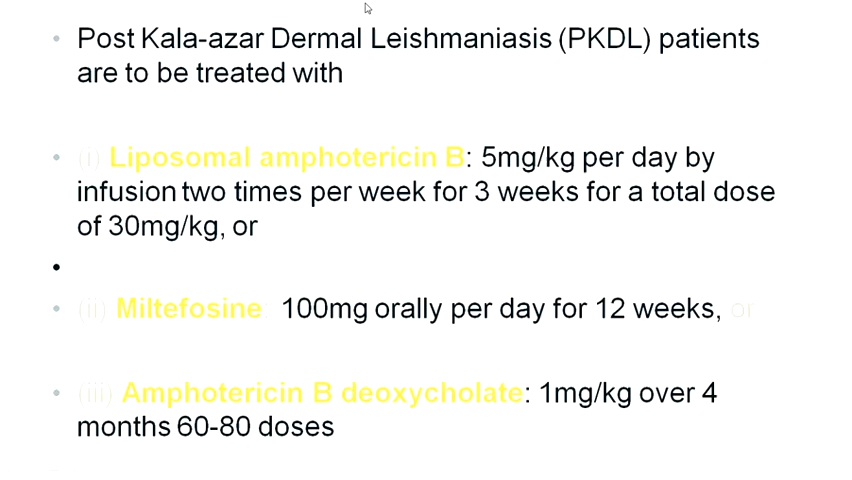 • Post Kala-azar Dermal Leishmaniasis (PKDL) patients
are to be treated with
• (i) Liposomal amphotericin B: 5mg/kg per day by
infusion two times per week for 3 weeks for a total dose
of 30mg/kg, or
•
• (ii) Miltefosine 100mg orally per day for 12 weeks, or
• (iii) Amphotericin B deoxycholate: 1mg/kg over 4
months 60-80 doses